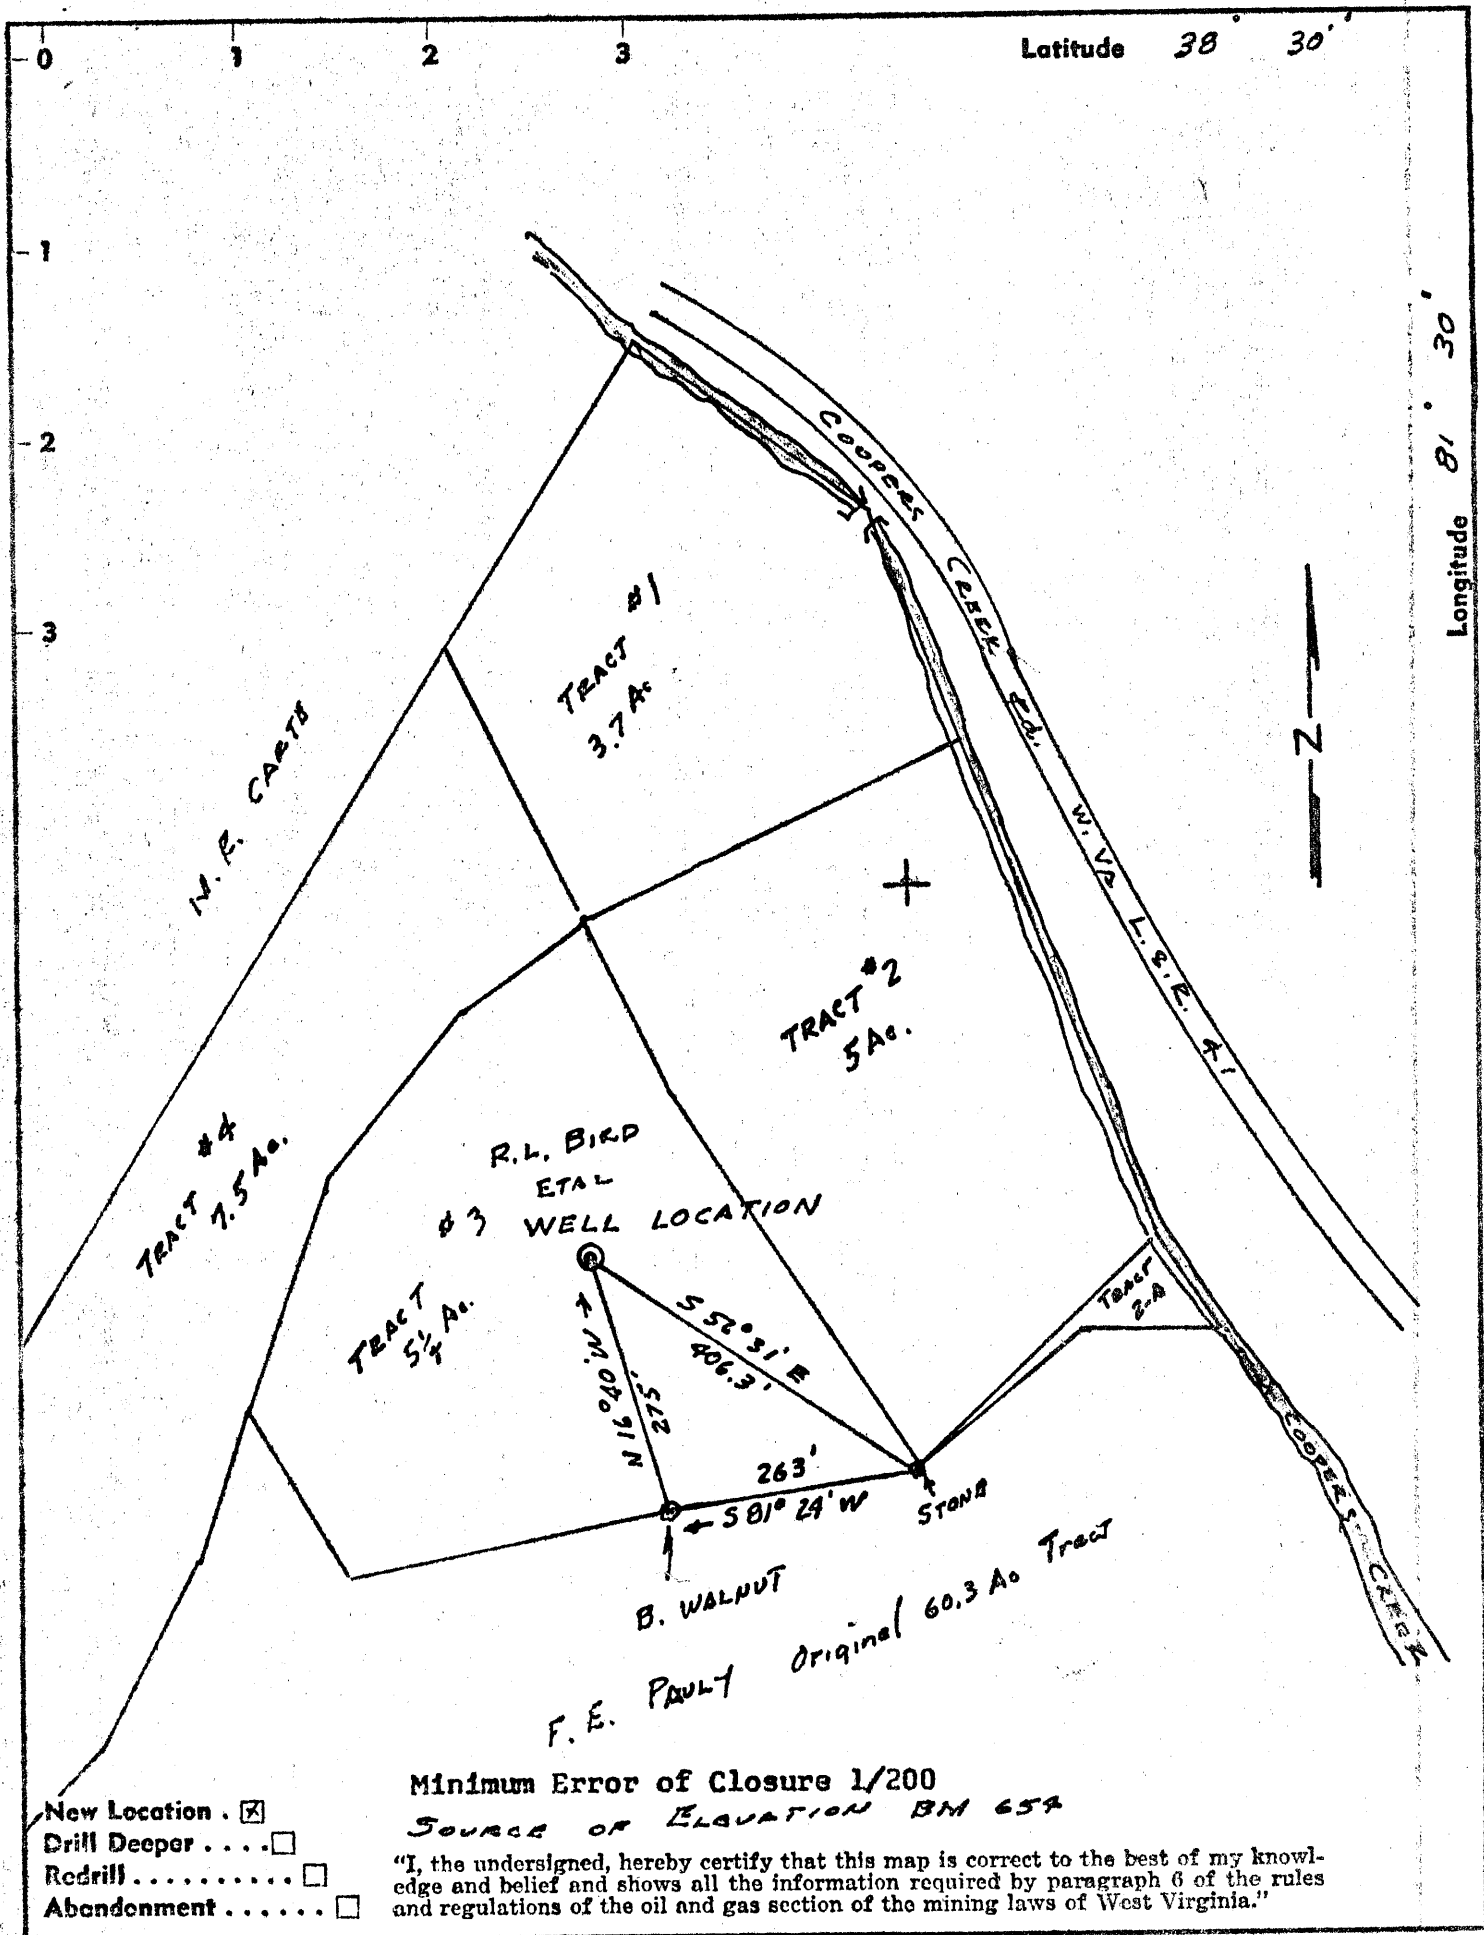 0 1 2 3
Latitude 38° 30'
1
2
3
Longitude 81° 30'
COOPERS CREEK Rd. W. VA L.S.R. 41
TRACT #1
3.7 Ac
N
TRACT #2
5 Ac.
TRACT #4
7.5 Ac.
R.L. BIRD
ETAL
#3 WELL LOCATION
TRACT
5¼ Ac.
TRACT
2-A
S 52° 31' E
406.3'
N 16° 40' W
275'
263'
S 81° 24' W
STONE
B. WALNUT
COOPERS CREEK
F. E. PAULY Original 60.3 Ac Tract
Minimum Error of Closure 1/200
SOURCE OF ELEVATION BM 654
New Location . ☒
Drill Deeper . . . . ☐
Redrill . . . . . . . . . . ☐
Abandonment . . . . . . ☐
"I, the undersigned, hereby certify that this map is correct to the best of my knowl-
edge and belief and shows all the information required by paragraph 6 of the rules
and regulations of the oil and gas section of the mining laws of West Virginia."